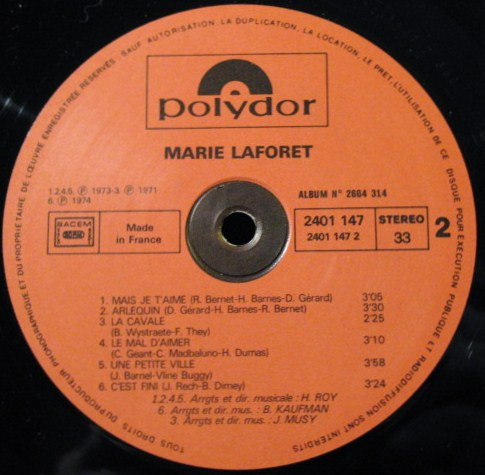 TOUS DROITS DU PRODUCTEUR PHONOGRAPHIQUE ET DU PROPRIETAIRE DE L'ŒUVRE ENREGISTREE RESERVES. SAUF AUTORISATION, LA DUPLICATION, LA LOCATION, LE PRET, L'UTILISATION DE CE DISQUE POUR EXECUTION PUBLIQUE ET RADIODIFFUSION SONT INTERDITS
polydor
MARIE LAFORET
1.2.4.5. Ⓟ 1973-3. Ⓟ 1971
6. Ⓟ 1974
ALBUM N° 2664 314
SACEM
Made
in France
2401 147
2401 147 2
STEREO
33
2
1. MAIS JE T'AIME (R. Bernet-H. Barnes-D. Gérard) 3'05
2. ARLEQUIN (D. Gérard-H. Barnes-R. Bernet) 3'30
3. LA CAVALE 2'25
(B. Wystraete-F. They)
4. LE MAL D'AIMER 3'10
(C. Géant-C. Madbaluno-H. Dumas)
5. UNE PETITE VILLE 3'58
(J. Barnel-Vline Buggy)
6. C'EST FINI (J. Rech-B. Dimey) 3'24
1.2.4.5. Arrgts et dir. musicale : H. ROY
6. Arrgts et dir. mus. : B. KAUFMAN
3. Arrgts et dir. mus. : J. MUSY